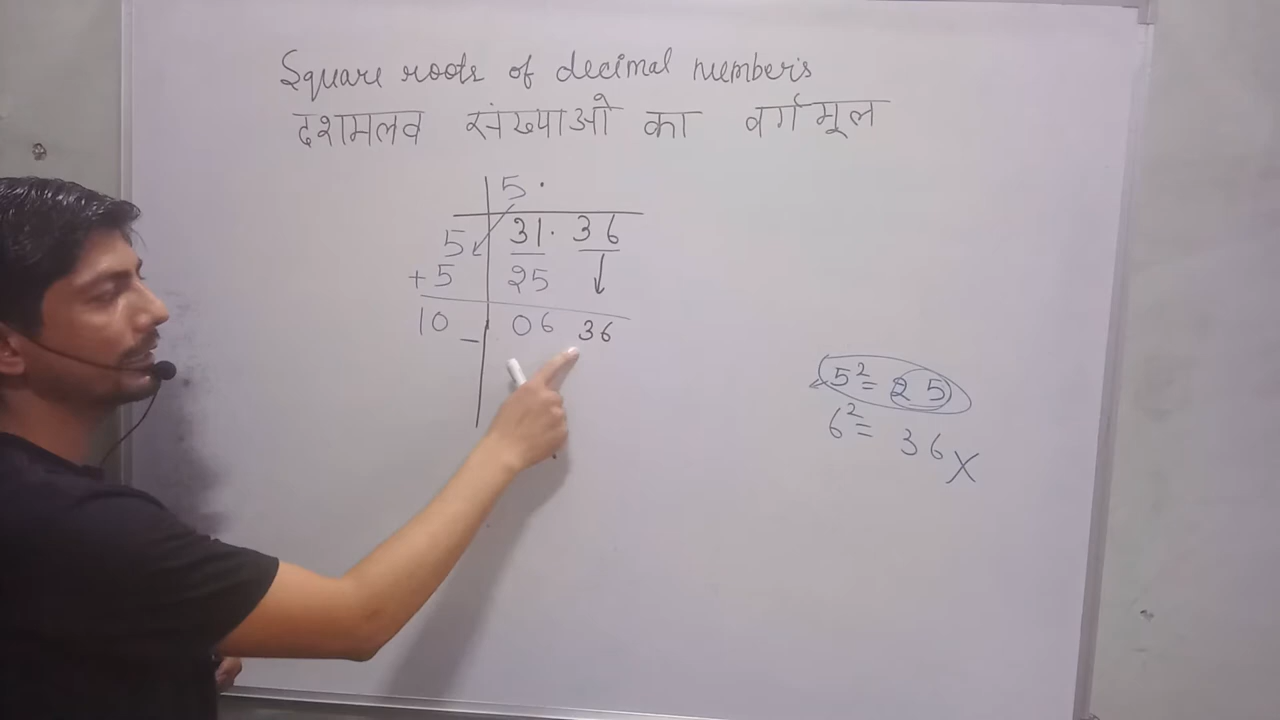 Square roots of decimal numbers
दशमलव संख्याओं का वर्गमूल
5.
5 31.36
+5 25
10_ 06 36
5²= 25
6²= 36 X